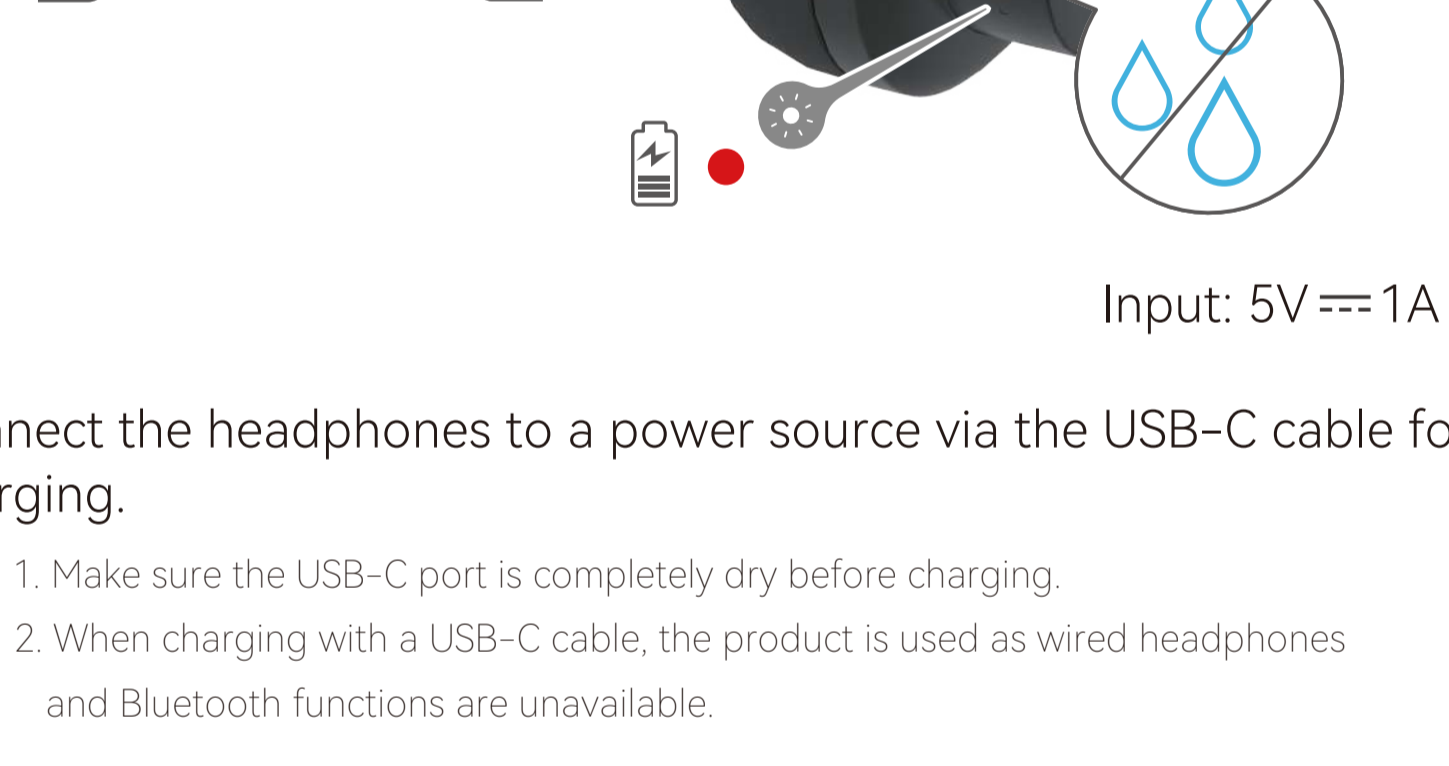 Input: 5V⎓1A
nnect the headphones to a power source via the USB-C cable fo
rging.
1. Make sure the USB-C port is completely dry before charging.
2. When charging with a USB-C cable, the product is used as wired headphones
and Bluetooth functions are unavailable.